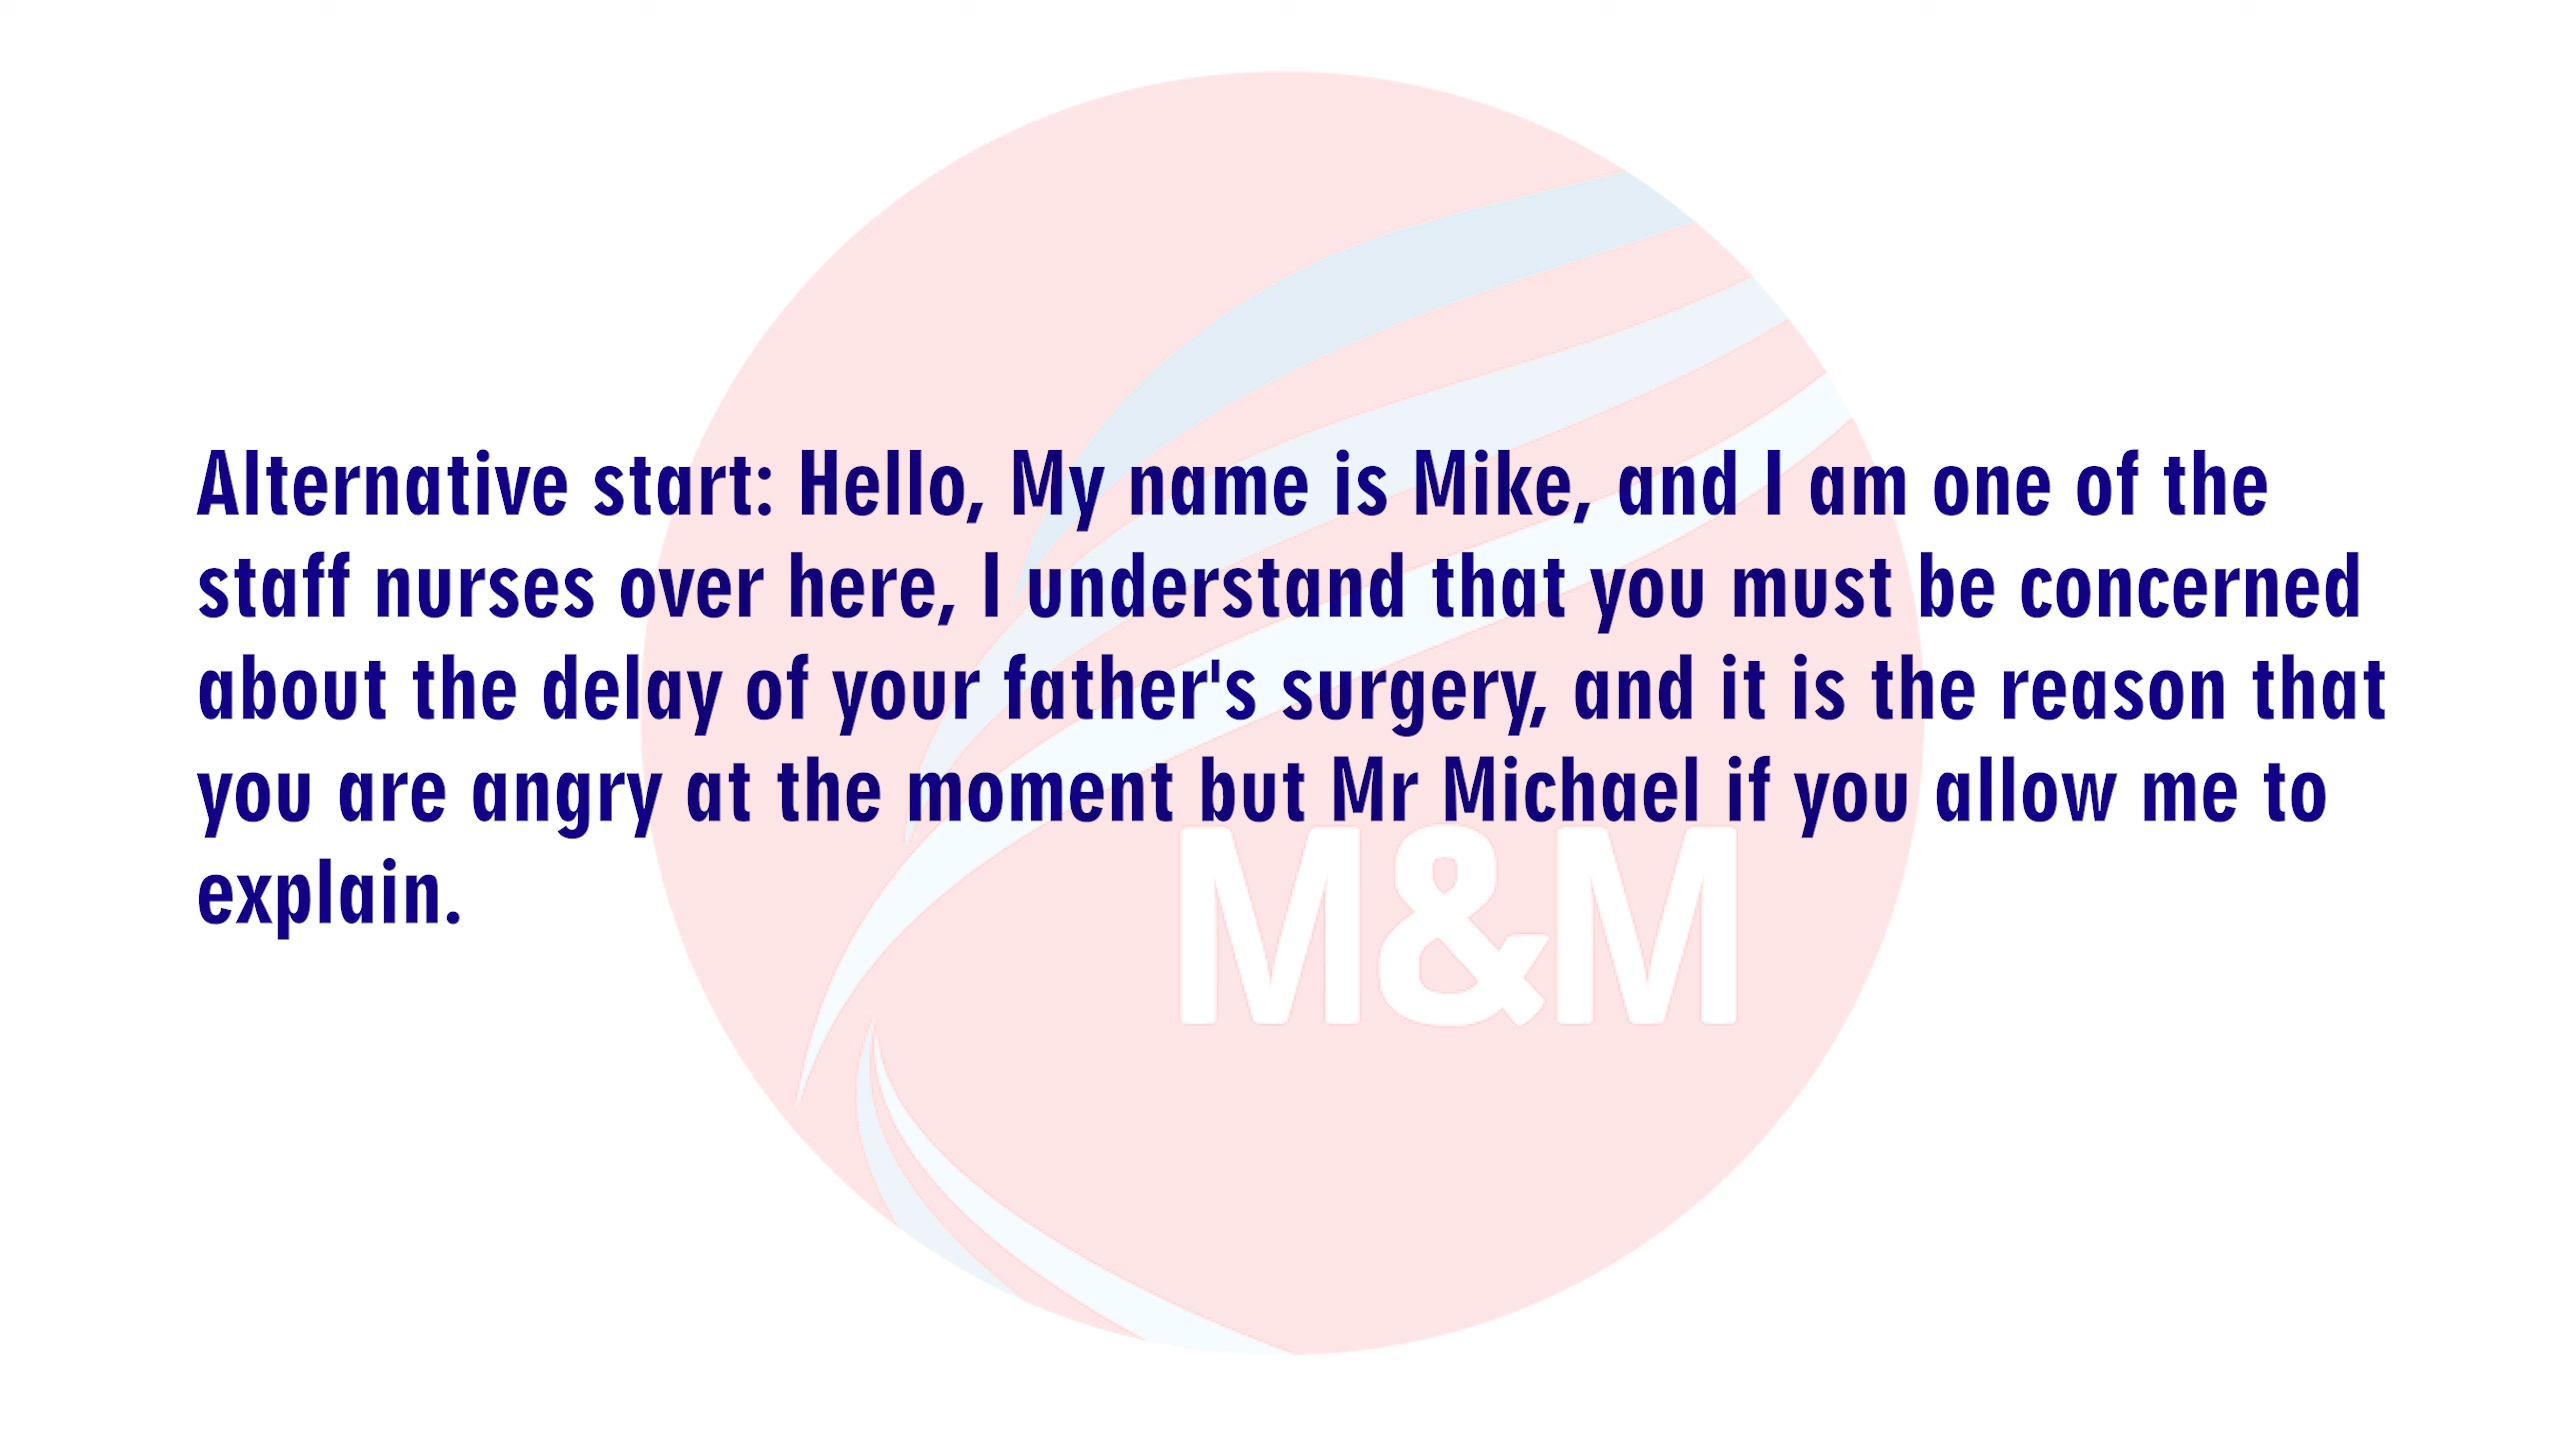 Alternative start: Hello, My name is Mike, and I am one of the
staff nurses over here, I understand that you must be concerned
about the delay of your father's surgery, and it is the reason that
you are angry at the moment but Mr Michael if you allow me to
explain.
M&M